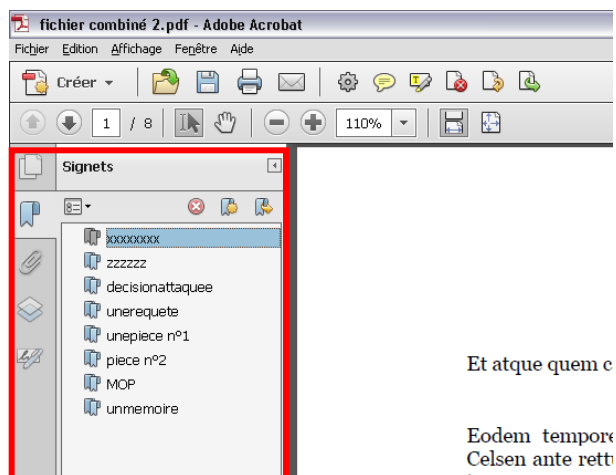 fichier combiné 2.pdf - Adobe Acrobat
Fichier Edition Affichage Fenêtre Aide
Créer
1 / 8 110%
Signets
xxxxxxxx
zzzzzz
decisionattaquee
unerequete
unepiece n°1
piece n°2
MOP
unmemoire
Et atque quem c
Eodem tempore
Celsen ante rettu